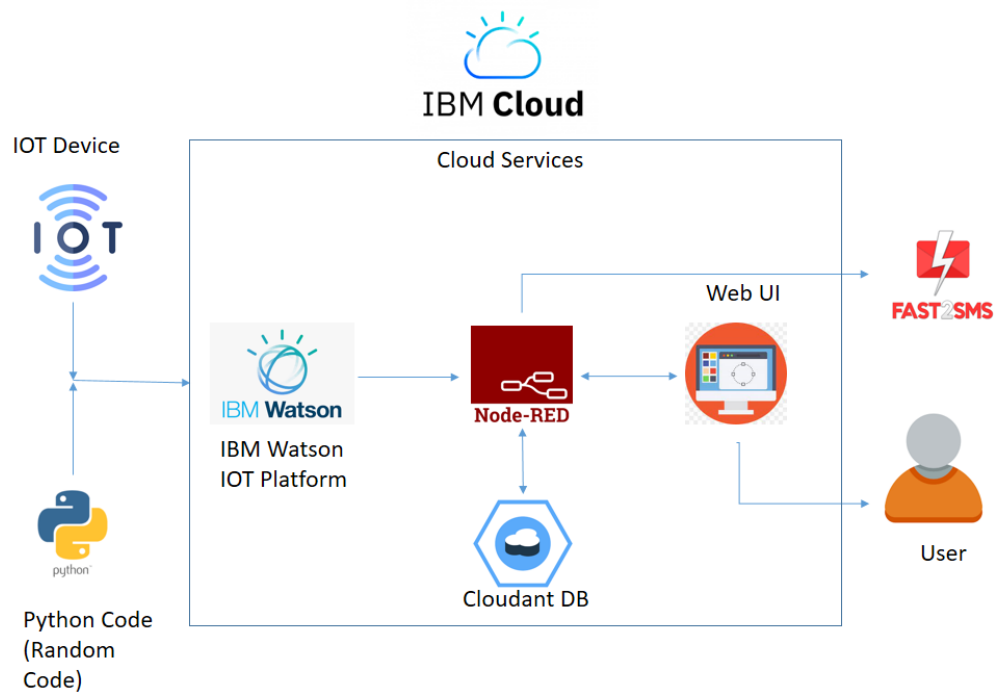 IBM Cloud
IOT Device
Cloud Services
IOT
Web UI
FAST2SMS
IBM Watson
Node-RED
IBM Watson
IOT Platform
python
User
Cloudant DB
Python Code
(Random
Code)